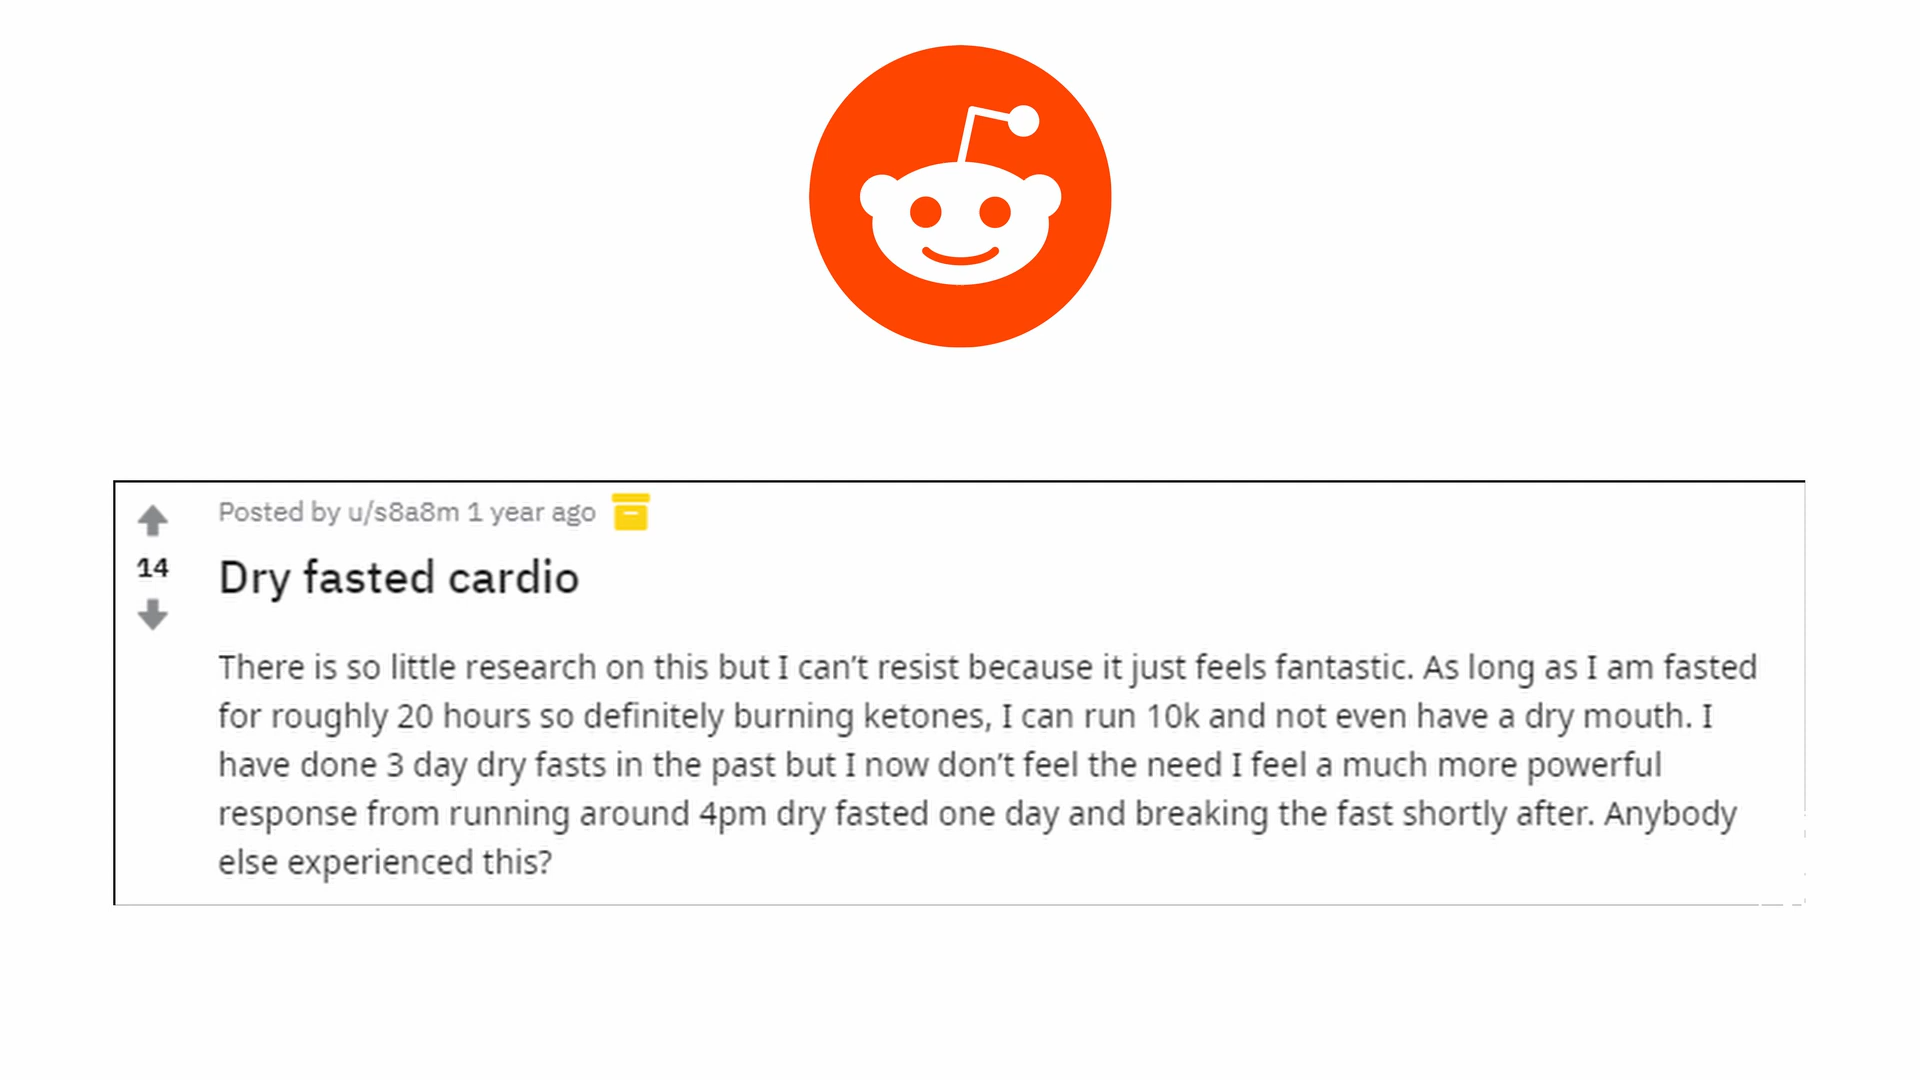 Posted by u/s8a8m 1 year ago
14
Dry fasted cardio
There is so little research on this but I can’t resist because it just feels fantastic. As long as I am fasted
for roughly 20 hours so definitely burning ketones, I can run 10k and not even have a dry mouth. I
have done 3 day dry fasts in the past but I now don’t feel the need I feel a much more powerful
response from running around 4pm dry fasted one day and breaking the fast shortly after. Anybody
else experienced this?